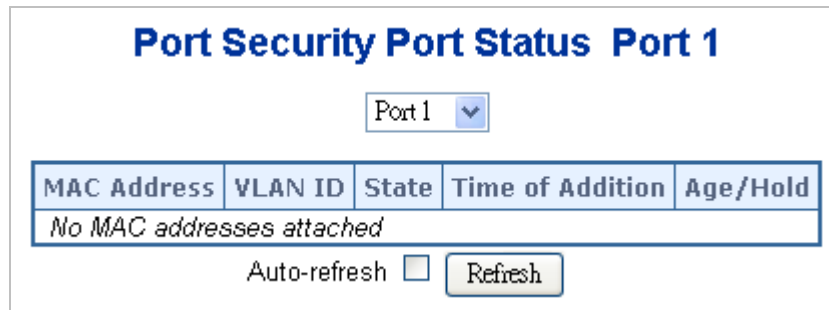 Port Security Port Status Port 1
Port 1
MAC Address VLAN ID State Time of Addition Age/Hold
No MAC addresses attached
Auto-refresh Refresh